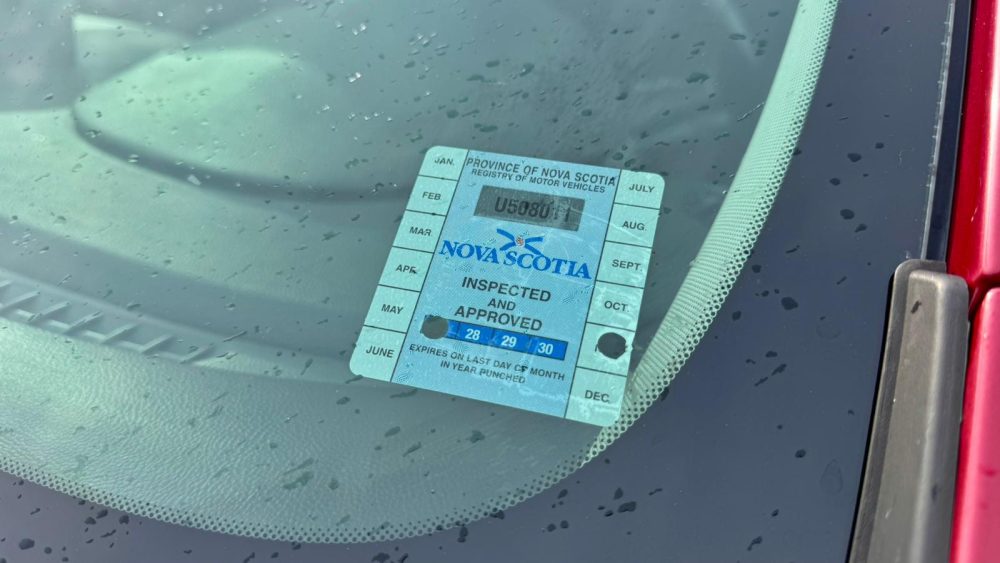 PROVINCE OF NOVA SCOTIA
REGISTRY OF MOTOR VEHICLES
NOVA SCOTIA
INSPECTED
AND
APPROVED
28 29 30
EXPIRES ON LAST DAY OF MONTH
IN YEAR PUNCHED
JAN.
FEB
MAR
APR.
MAY
JUNE
JULY
AUG.
SEPT.
OCT.
DEC.